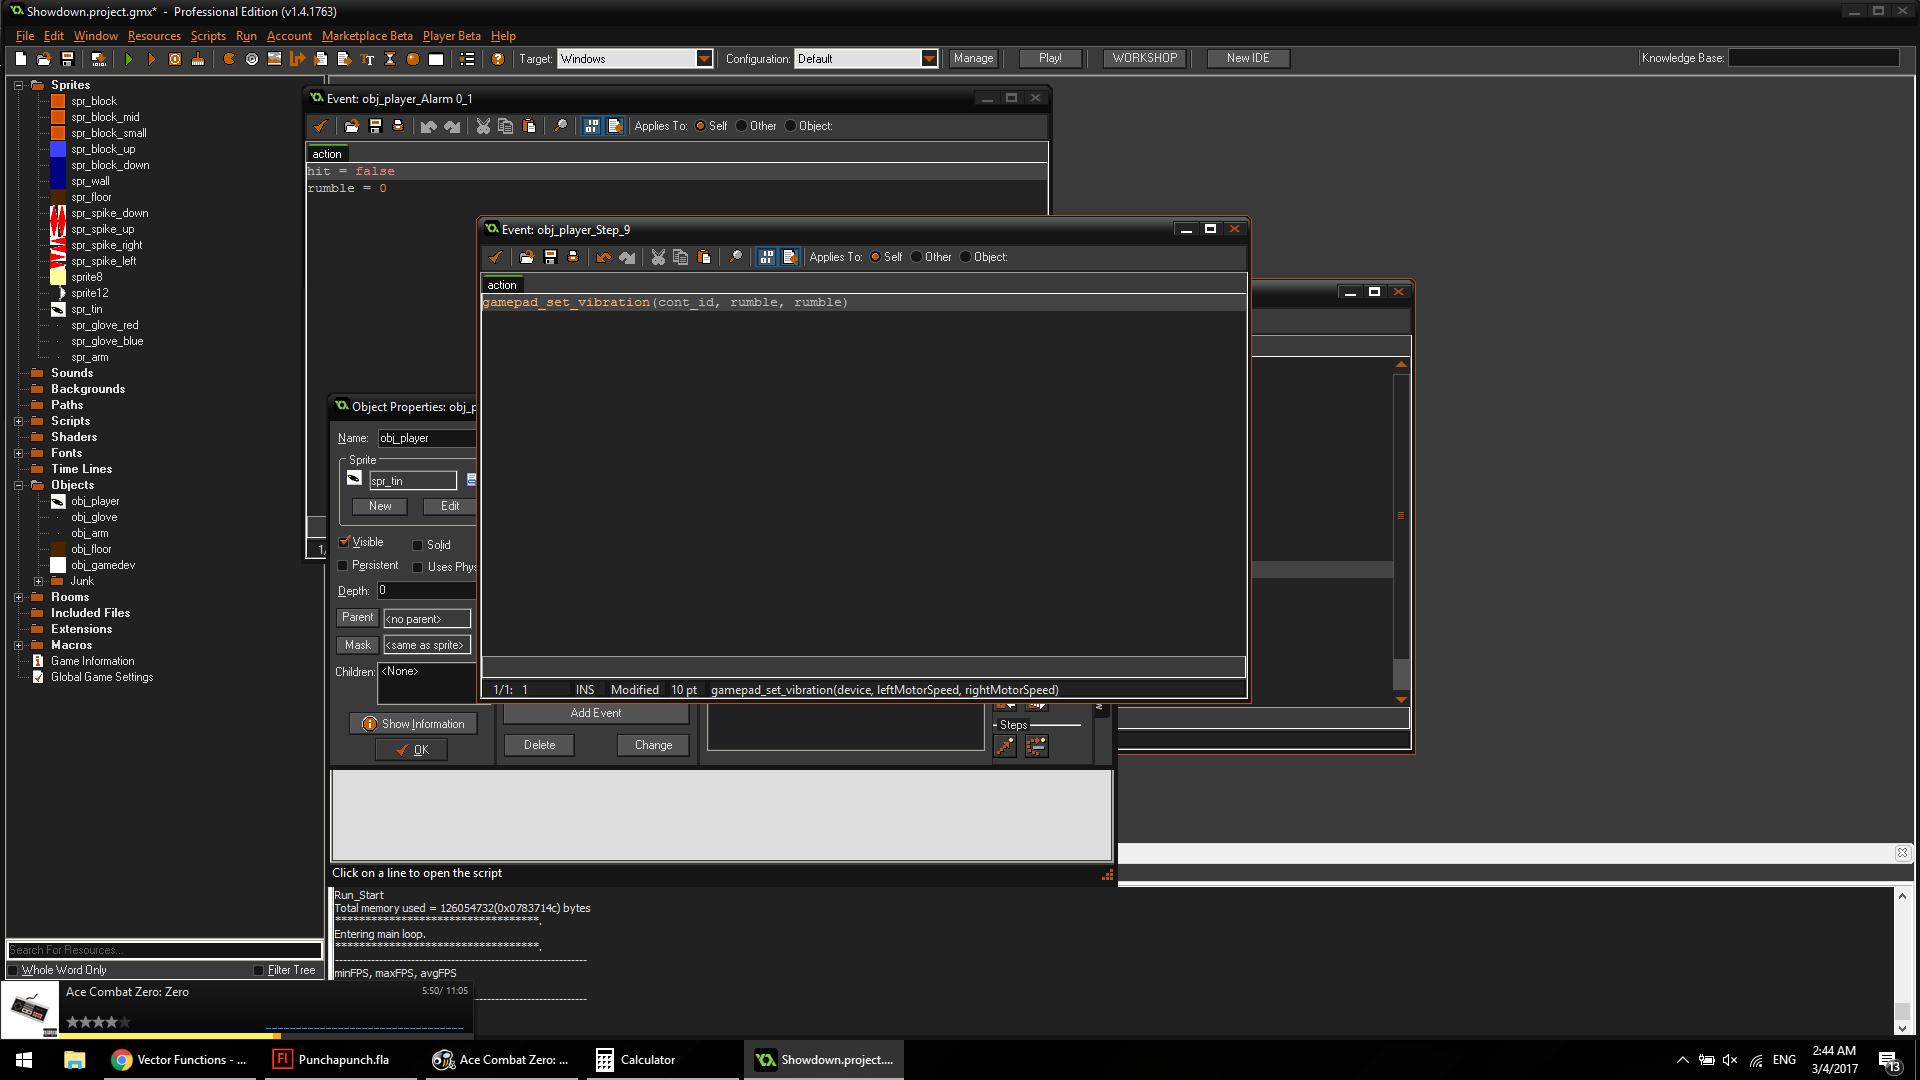 Showdown.project.gmx*  -  Professional Edition (v1.4.1763)
File Edit Window Resources Scripts Run Account Marketplace Beta Player Beta Help
Target: Windows Configuration: Default Manage Play! WORKSHOP New IDE Knowledge Base:
Sprites
spr_block
spr_block_mid
spr_block_small
spr_block_up
spr_block_down
spr_wall
spr_floor
spr_spike_down
spr_spike_up
spr_spike_right
spr_spike_left
sprite8
sprite12
spr_tin
spr_glove_red
spr_glove_blue
spr_arm
Sounds
Backgrounds
Paths
Scripts
Shaders
Fonts
Time Lines
Objects
obj_player
obj_glove
obj_arm
obj_floor
obj_gamedev
Junk
Rooms
Included Files
Extensions
Macros
Game Information
Global Game Settings
Search For Resources...
Whole Word Only Filter Tree
Event: obj_player_Alarm 0_1
Applies To: Self Other Object:
action
hit = false
rumble = 0
1/
Event: obj_player_Step_9
Applies To: Self Other Object:
action
gamepad_set_vibration(cont_id, rumble, rumble)
1/1: 1 INS Modified 10 pt gamepad_set_vibration(device, leftMotorSpeed, rightMotorSpeed)
Object Properties: obj_p
Name: obj_player
Sprite
spr_tin
New Edit
Visible Solid
Persistent Uses Phys
Depth: 0
Parent <no parent>
Mask <same as sprite>
Children: <None>
Show Information
OK
Add Event
Delete Change
Steps
Click on a line to open the script
Run_Start
Total memory used = 126054732(0x0783714c) bytes
**********************************.
Entering main loop.
**********************************.
minFPS, maxFPS, avgFPS
Ace Combat Zero: Zero 5:50/ 11:05
Vector Functions - ... Punchapunch.fla Ace Combat Zero: ... Calculator Showdown.project....
ENG
2:44 AM
3/4/2017
13